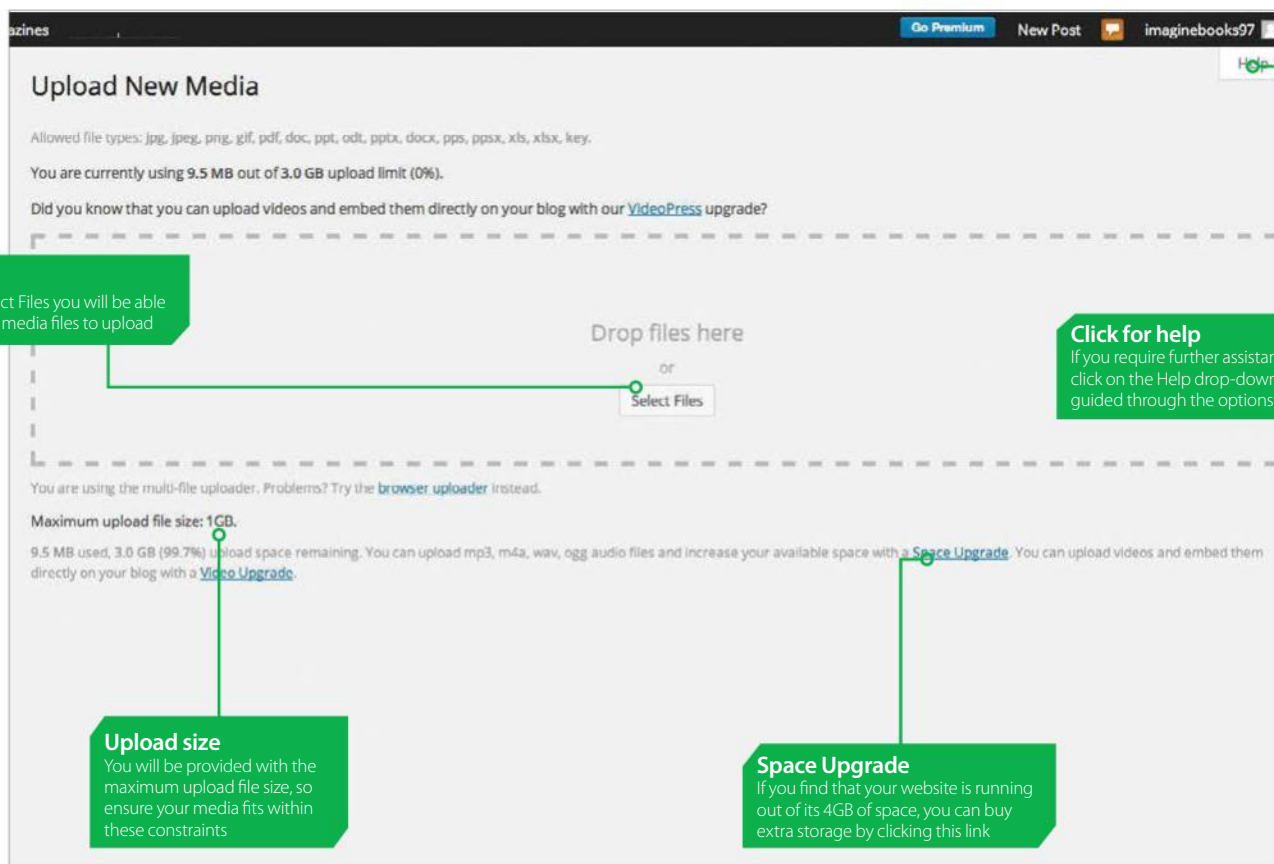 azines
Go Premium New Post imaginebooks97
Help
Upload New Media
Allowed file types: jpg, jpeg, png, gif, pdf, doc, ppt, odt, pptx, docx, pps, ppsx, xls, xlsx, key.
You are currently using 9.5 MB out of 3.0 GB upload limit (0%).
Did you know that you can upload videos and embed them directly on your blog with our VideoPress upgrade?
ct Files you will be able
media files to upload
Drop files here
or
Select Files
Click for help
If you require further assistan
click on the Help drop-down
guided through the options
You are using the multi-file uploader. Problems? Try the browser uploader instead.
Maximum upload file size: 1GB.
9.5 MB used, 3.0 GB (99.7%) upload space remaining. You can upload mp3, m4a, wav, ogg audio files and increase your available space with a Space Upgrade. You can upload videos and embed them
directly on your blog with a Video Upgrade.
Upload size
You will be provided with the
maximum upload file size, so
ensure your media fits within
these constraints
Space Upgrade
If you find that your website is running
out of its 4GB of space, you can buy
extra storage by clicking this link